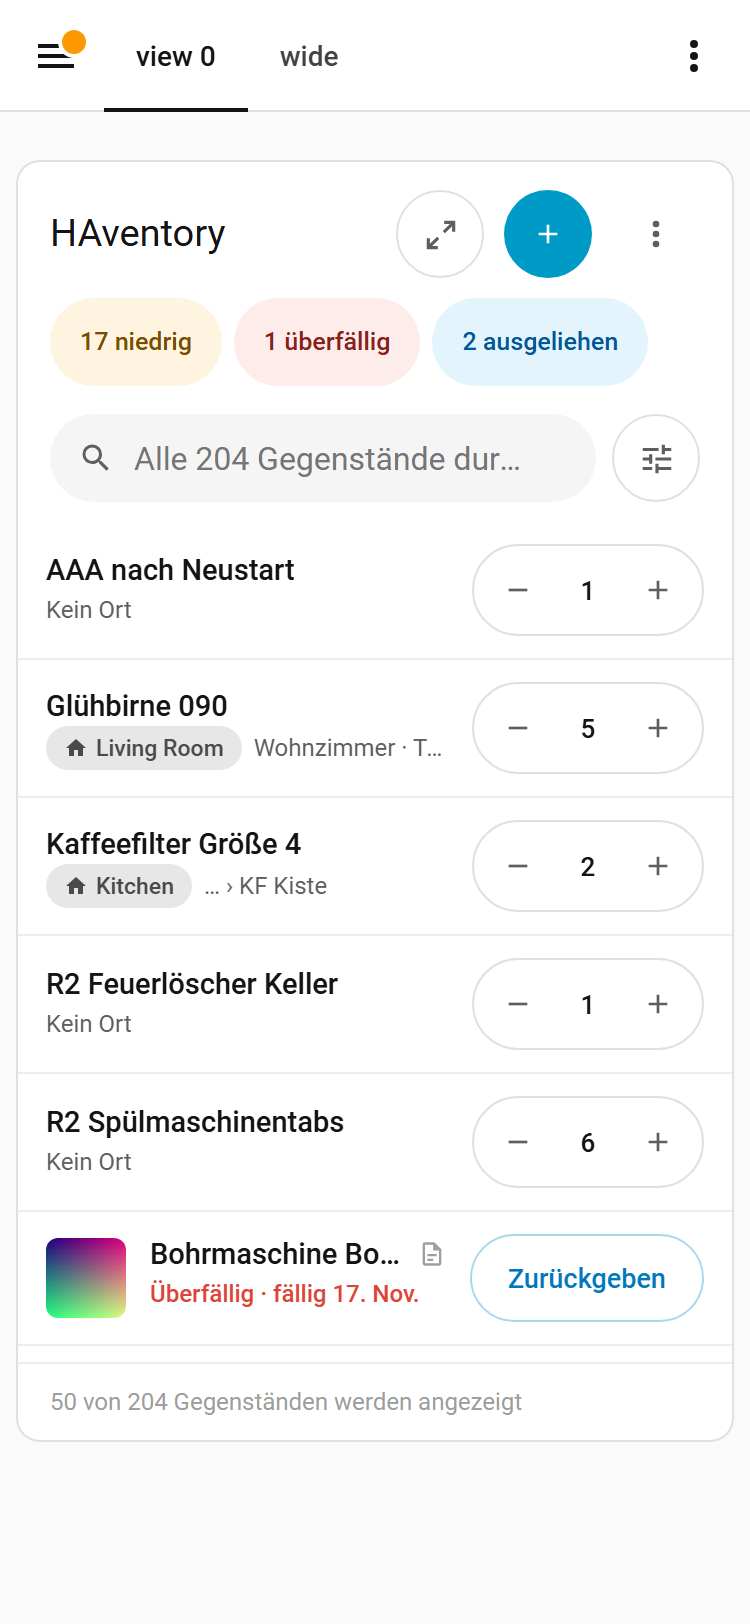 view 0
wide
HAventory
17 niedrig
1 überfällig
2 ausgeliehen
Alle 204 Gegenstände dur...
AAA nach Neustart
Kein Ort
1
Glühbirne 090
Living Room
Wohnzimmer · T...
5
Kaffeefilter Größe 4
Kitchen
... › KF Kiste
2
R2 Feuerlöscher Keller
Kein Ort
1
R2 Spülmaschinentabs
Kein Ort
6
Bohrmaschine Bo...
Überfällig · fällig 17. Nov.
Zurückgeben
50 von 204 Gegenständen werden angezeigt